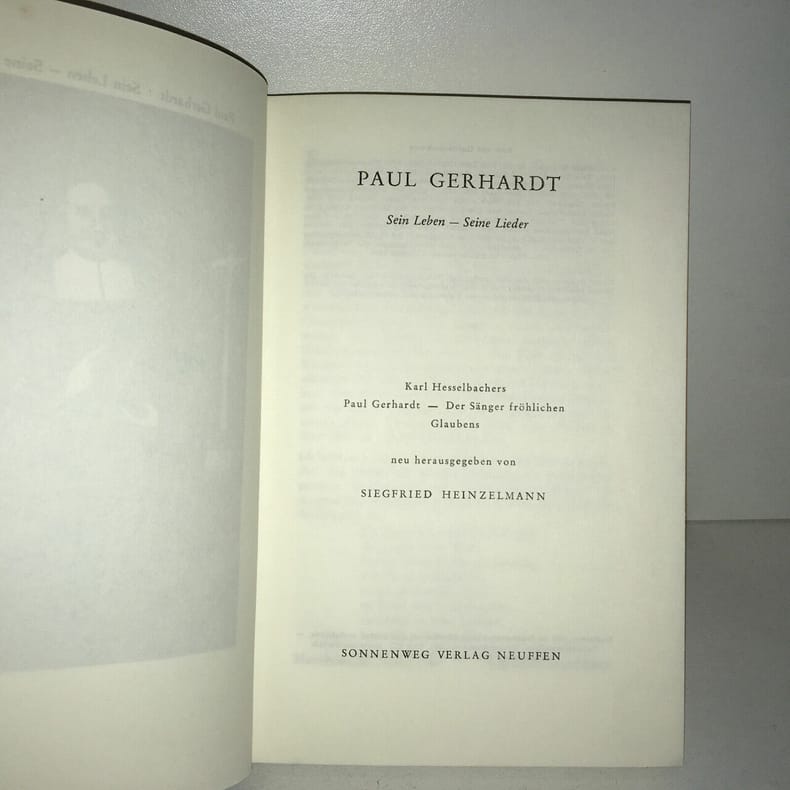 PAUL GERHARDT
Sein Leben — Seine Lieder
Karl Hesselbachers
Paul Gerhardt — Der Sänger fröhlichen
Glaubens
neu herausgegeben von
SIEGFRIED HEINZELMANN
SONNENWEG VERLAG NEUFFEN